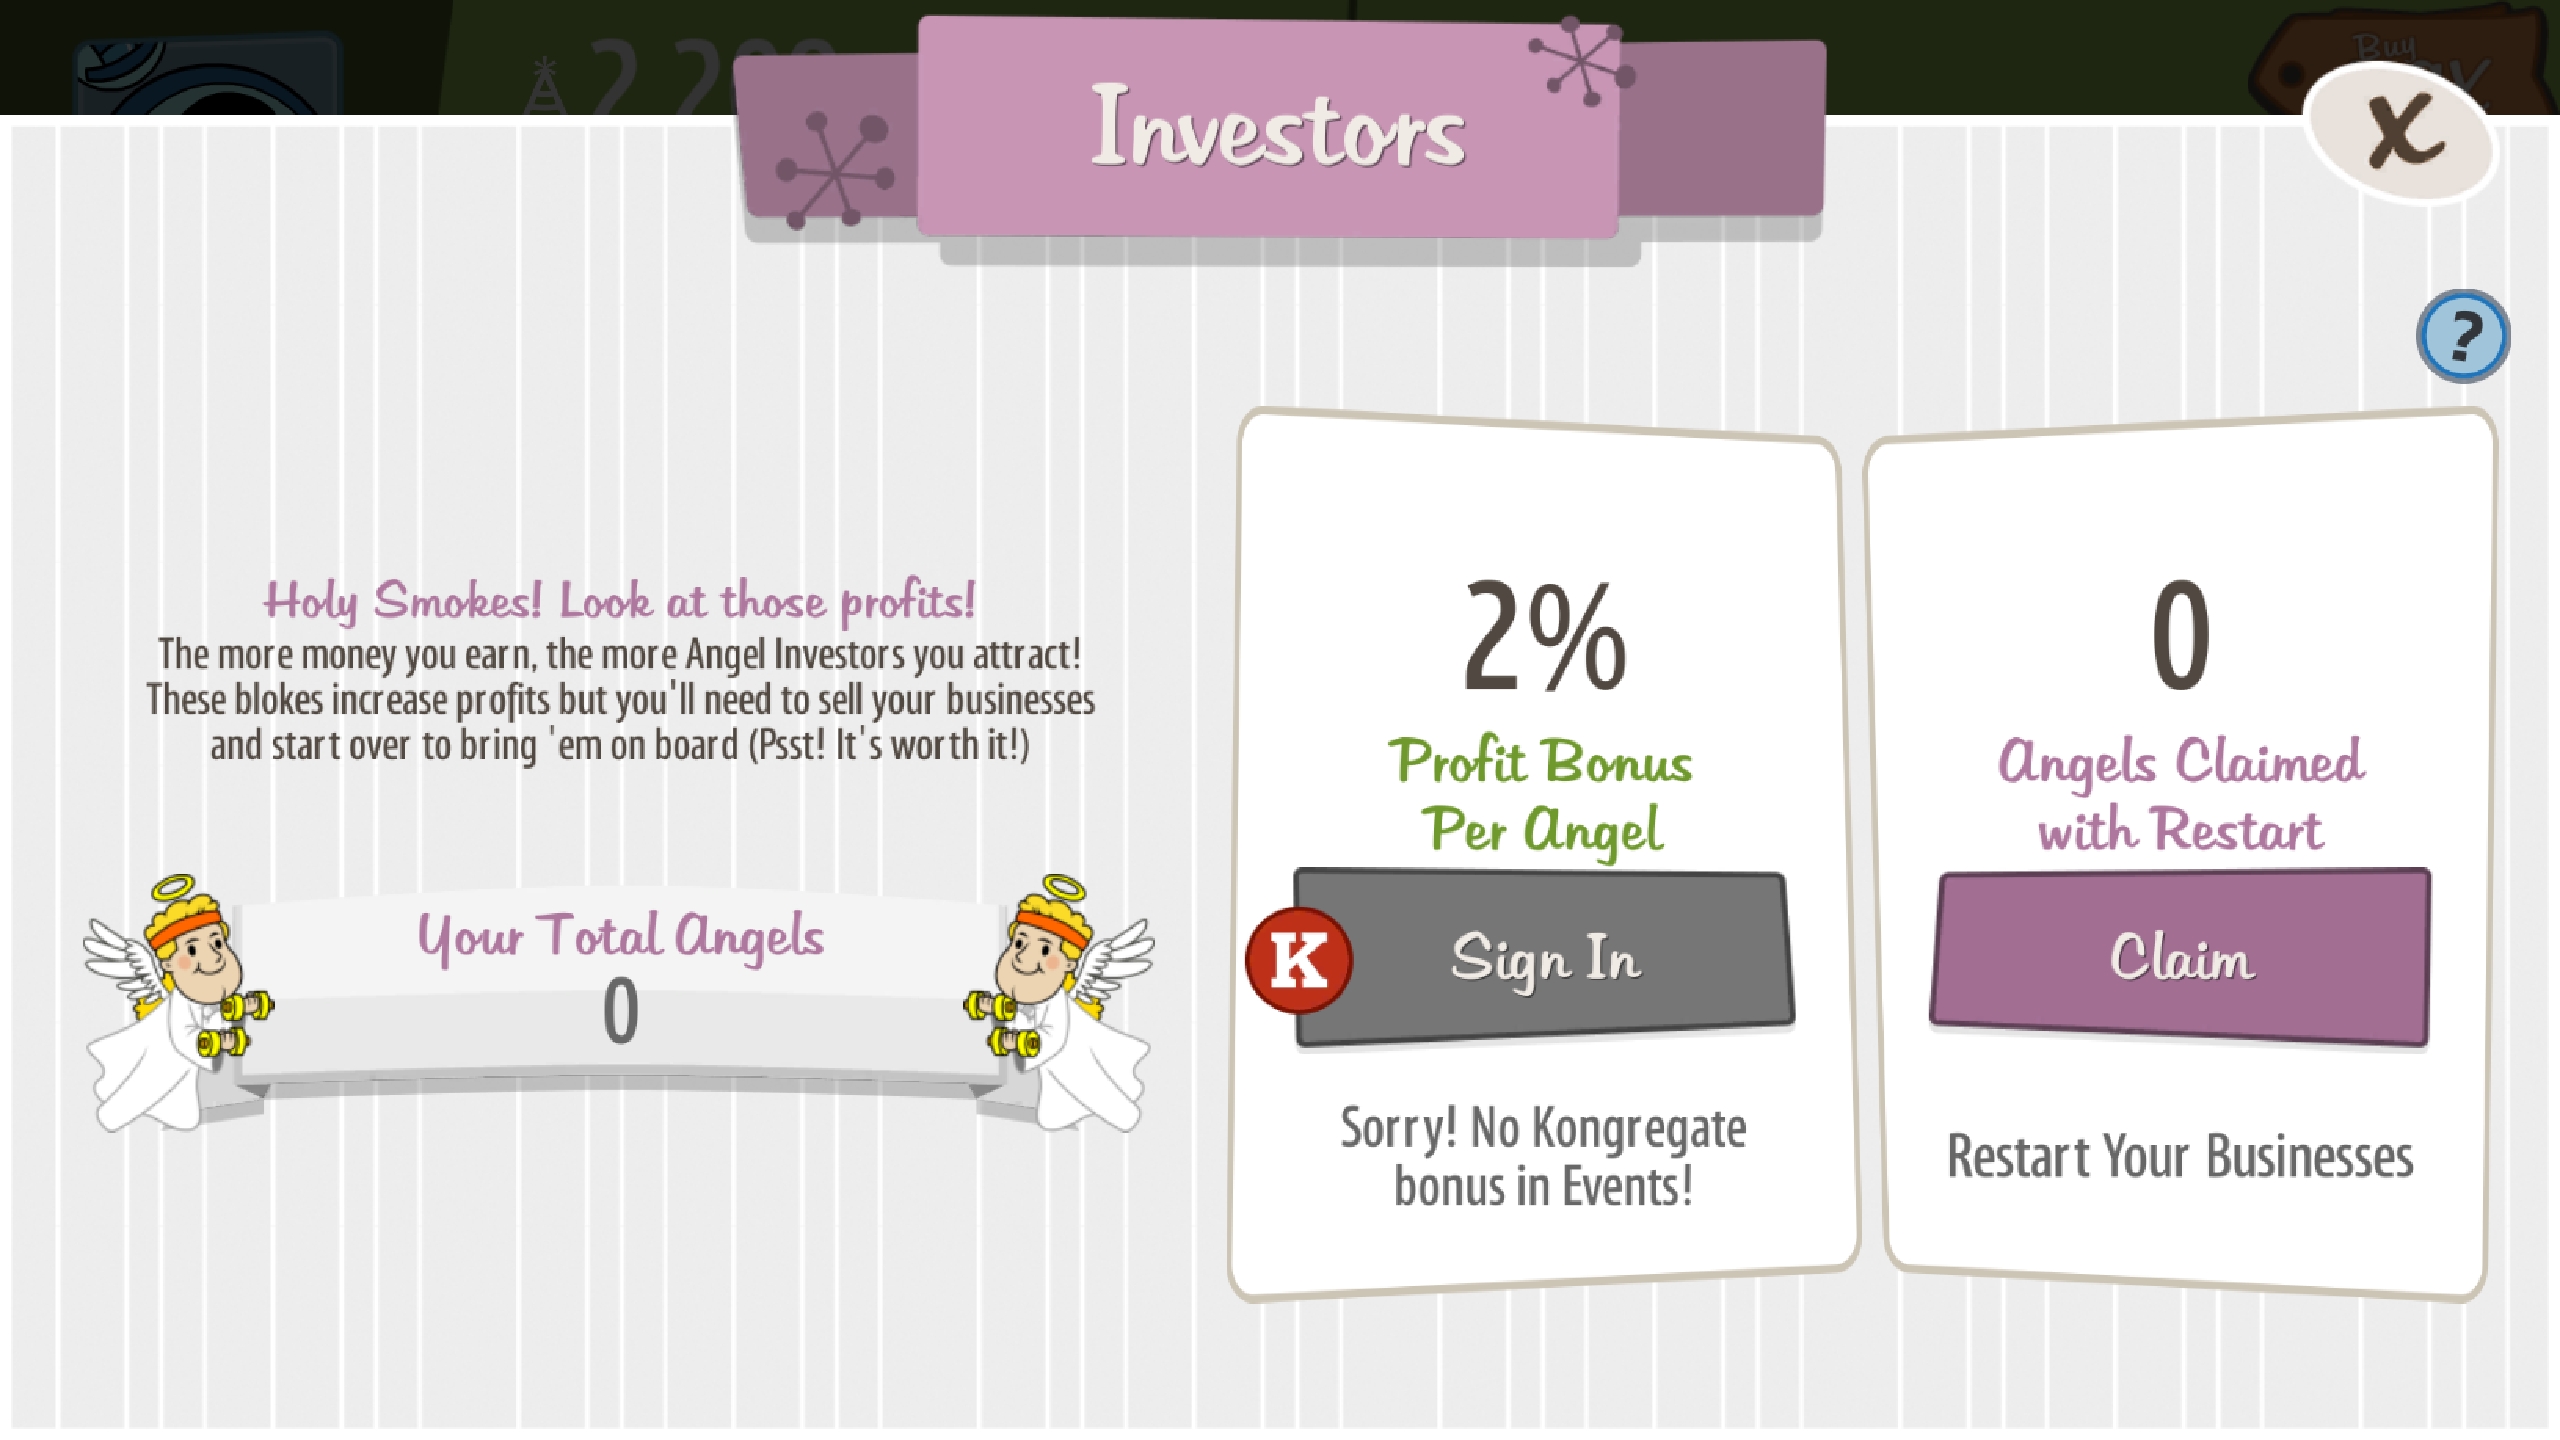 Buy
Investors
X
?
Holy Smokes! Look at those profits!
The more money you earn, the more Angel Investors you attract!
These blokes increase profits but you'll need to sell your businesses
and start over to bring 'em on board (Psst! It's worth it!)
Your Total Angels
0
2%
Profit Bonus
Per Angel
K
Sign In
Sorry! No Kongregate
bonus in Events!
0
Angels Claimed
with Restart
Claim
Restart Your Businesses